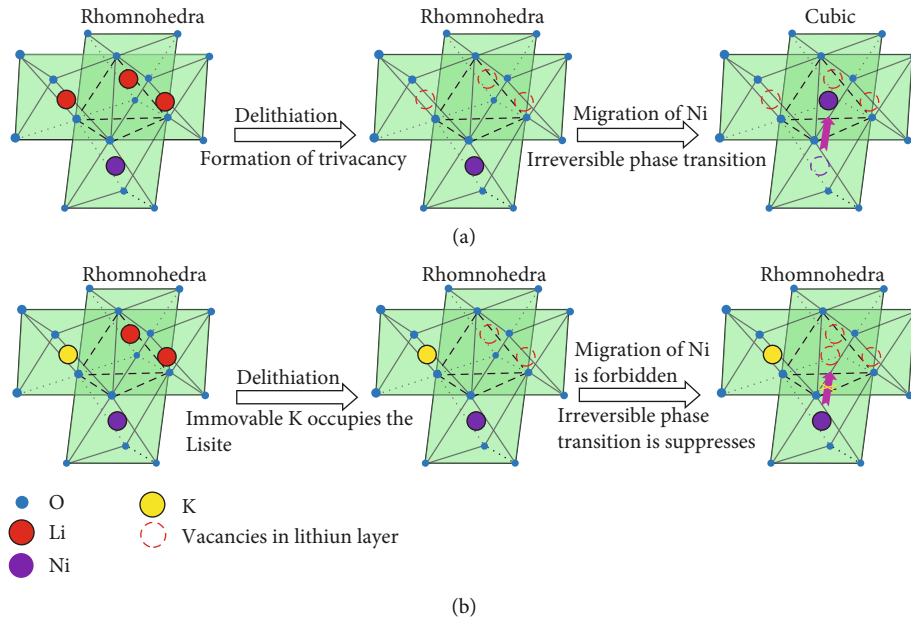 Rhomnohedra
Rhomnohedra
Cubic
Delithiation
Formation of trivacancy
Migration of Ni
Irreversible phase transition
(a)
Rhomnohedra
Rhomnohedra
Rhomnohedra
Delithiation
Immovable K occupies the
Lisite
Migration of Ni
is forbidden
Irreversible phase
transition is suppresses
O
Li
Ni
K
Vacancies in lithiun layer
(b)